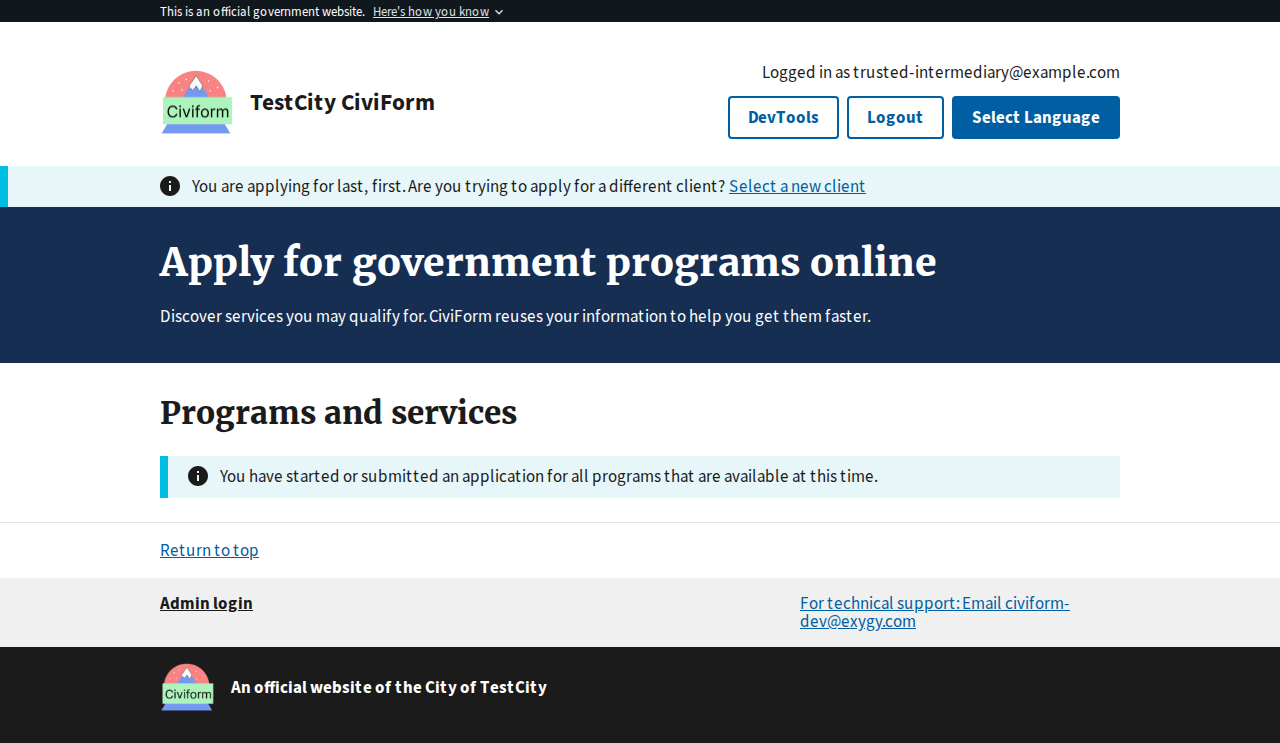 This is an official government website. Here's how you know
Logged in as trusted-intermediary@example.com
Civiform
TestCity CiviForm
DevTools
Logout
Select Language
You are applying for last, first. Are you trying to apply for a different client? Select a new client
Apply for government programs online
Discover services you may qualify for. CiviForm reuses your information to help you get them faster.
Programs and services
You have started or submitted an application for all programs that are available at this time.
Return to top
Admin login
For technical support: Email civiform-
dev@exygy.com
Civiform
An official website of the City of TestCity